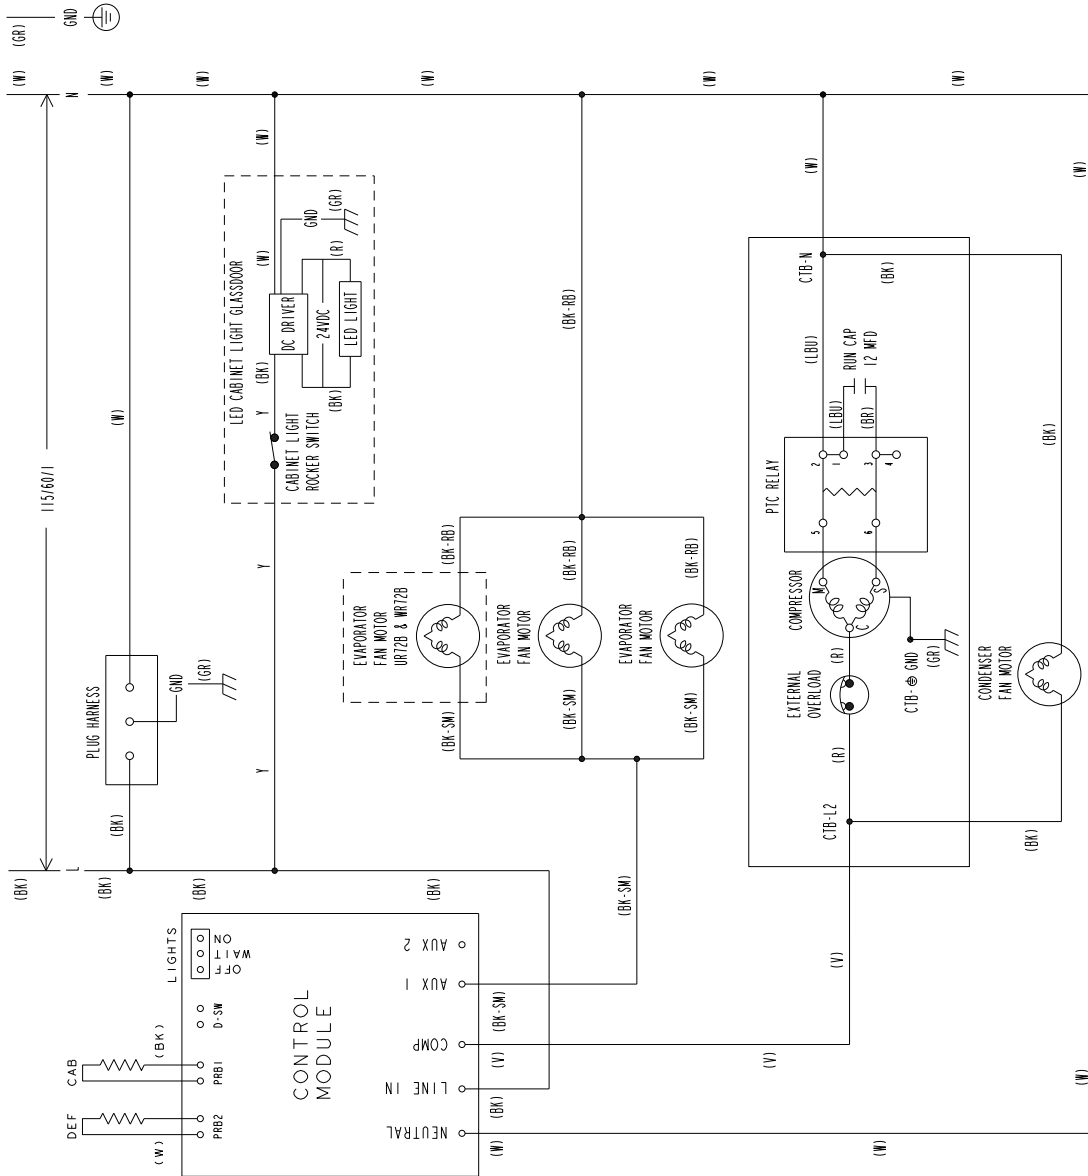 (GR)
GND
(W)
N
(W)
(W)
(W)
(W)
(W)
115/60/1
(BK)
L
(BK)
(BK)
(BK)
PLUG HARNESS
(BK)
(W)
GND
(GR)
LED CABINET LIGHT GLASSDOOR
CABINET LIGHT
ROCKER SWITCH
Y
Y
Y
(BK)
DC DRIVER
(W)
(W)
GND
(GR)
24VDC
(BK)
(R)
LED LIGHT
EVAPORATOR
FAN MOTOR
UR72B & WR72B
(BK-SM)
(BK-RB)
EVAPORATOR
FAN MOTOR
(BK-SM)
(BK-RB)
EVAPORATOR
FAN MOTOR
(BK-SM)
(BK-RB)
(BK-RB)
(BK-SM)
CTB-L2
(R)
EXTERNAL
OVERLOAD
(R)
COMPRESSOR
C
M
S
CTB- GND
(GR)
PTC RELAY
5
2
1
6
3
4
(LBU)
(BR)
RUN CAP
12 MFD
(LBU)
CTB-N
(W)
(BK)
(BK)
CONDENSER
FAN MOTOR
(BK)
(V)
(W)
LIGHTS
OFF
WAIT
ON
D-SW
CAB
(BK)
PRB1
DEF
(W)
PRB2
CONTROL
MODULE
AUX 2
AUX 1
COMP
LINE IN
NEUTRAL
(BK-SM)
(V)
(BK)
(W)
(V)
(W)
(W)